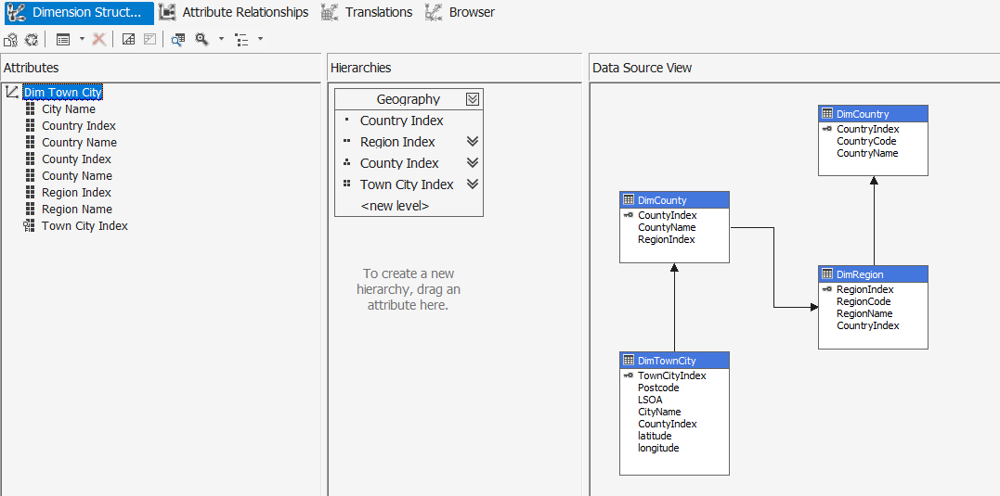 Dimension Struct...
Attribute Relationships
Translations
Browser
Attributes
Dim Town City
City Name
Country Index
Country Name
County Index
County Name
Region Index
Region Name
Town City Index
Hierarchies
Geography
Country Index
Region Index
County Index
Town City Index
<new level>
To create a new
hierarchy, drag an
attribute here.
Data Source View
DimCountry
CountryIndex
CountryCode
CountryName
DimCounty
CountyIndex
CountyName
RegionIndex
DimRegion
RegionIndex
RegionCode
RegionName
CountryIndex
DimTownCity
TownCityIndex
Postcode
LSOA
CityName
CountyIndex
latitude
longitude